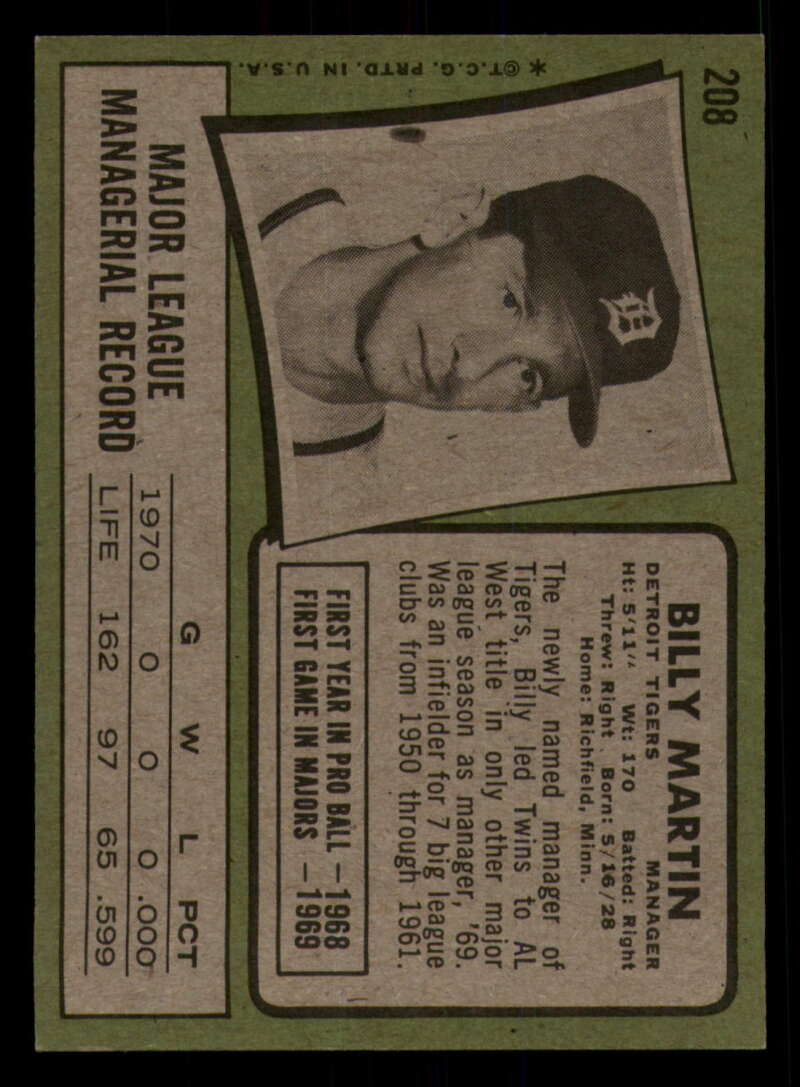 208
BILLY MARTIN
DETROIT TIGERS MANAGER
Ht: 5'11" Wt: 170 Batted: Right
Threw: Right Born: 5/16/28
Home: Richfield, Minn.
The newly named manager of
Tigers, Billy led Twins to AL
West title in only other major
league season as manager, '69.
Was an infielder for 7 big league
clubs from 1950 through 1961.
FIRST YEAR IN PRO BALL —1968
FIRST GAME IN MAJORS —1969
MAJOR LEAGUE
MANAGERIAL RECORD
G W L PCT
1970 0 0 0 .000
LIFE 162 97 65 .599
* ©T.C.G. PRTD. IN U.S.A.
D